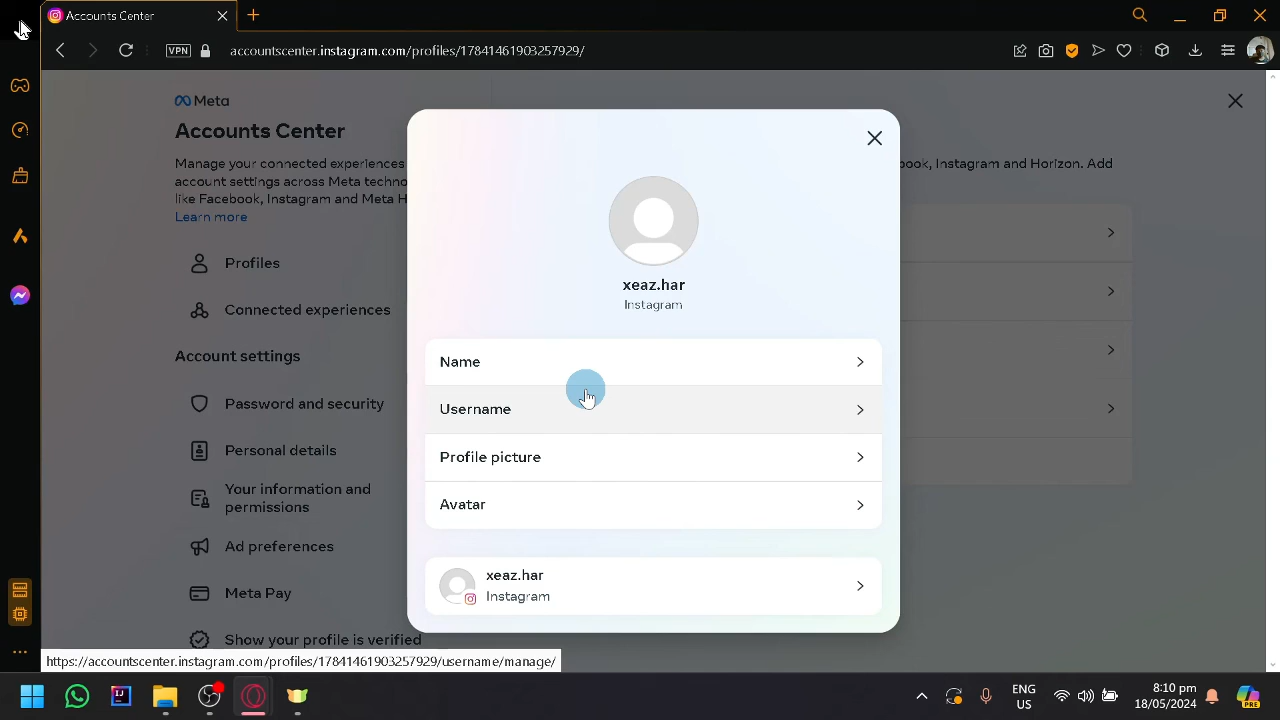 Accounts Center
VPN
accountscenter.instagram.com/profiles/17841461903257929/
Meta
Accounts Center
Manage your connected experiences
account settings across Meta techno
like Facebook, Instagram and Meta H
Learn more
Profiles
Connected experiences
Account settings
Password and security
Personal details
Your information and
permissions
Ad preferences
Meta Pay
Show your profile is verified
book, Instagram and Horizon. Add
xeaz.har
Instagram
Name
Username
Profile picture
Avatar
xeaz.har
Instagram
https://accountscenter.instagram.com/profiles/17841461903257929/username/manage/
ENG
US
8:10 pm
18/05/2024
PRE